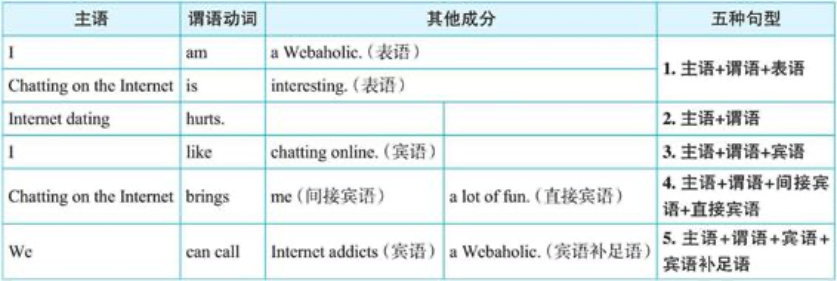 主语 谓语动词 其他成分 五种句型
I am a Webaholic.(表语) 1. 主语+谓语+表语
Chatting on the Internet is interesting.(表语)
Internet dating hurts. 2. 主语+谓语
I like chatting online.(宾语) 3. 主语+谓语+宾语
Chatting on the Internet brings me(间接宾语) a lot of fun.(直接宾语) 4. 主语+谓语+间接宾
语+直接宾语
We can call Internet addicts(宾语) a Webaholic.(宾语补足语) 5. 主语+谓语+宾语+
宾语补足语